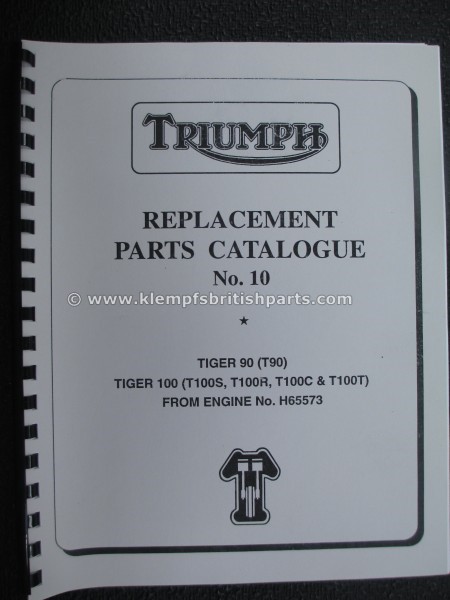 TRIUMPH
REPLACEMENT
PARTS CATALOGUE
No. 10
© www.klempfsbritishparts.com
★
TIGER 90 (T90)
TIGER 100 (T100S, T100R, T100C & T100T)
FROM ENGINE No. H65573